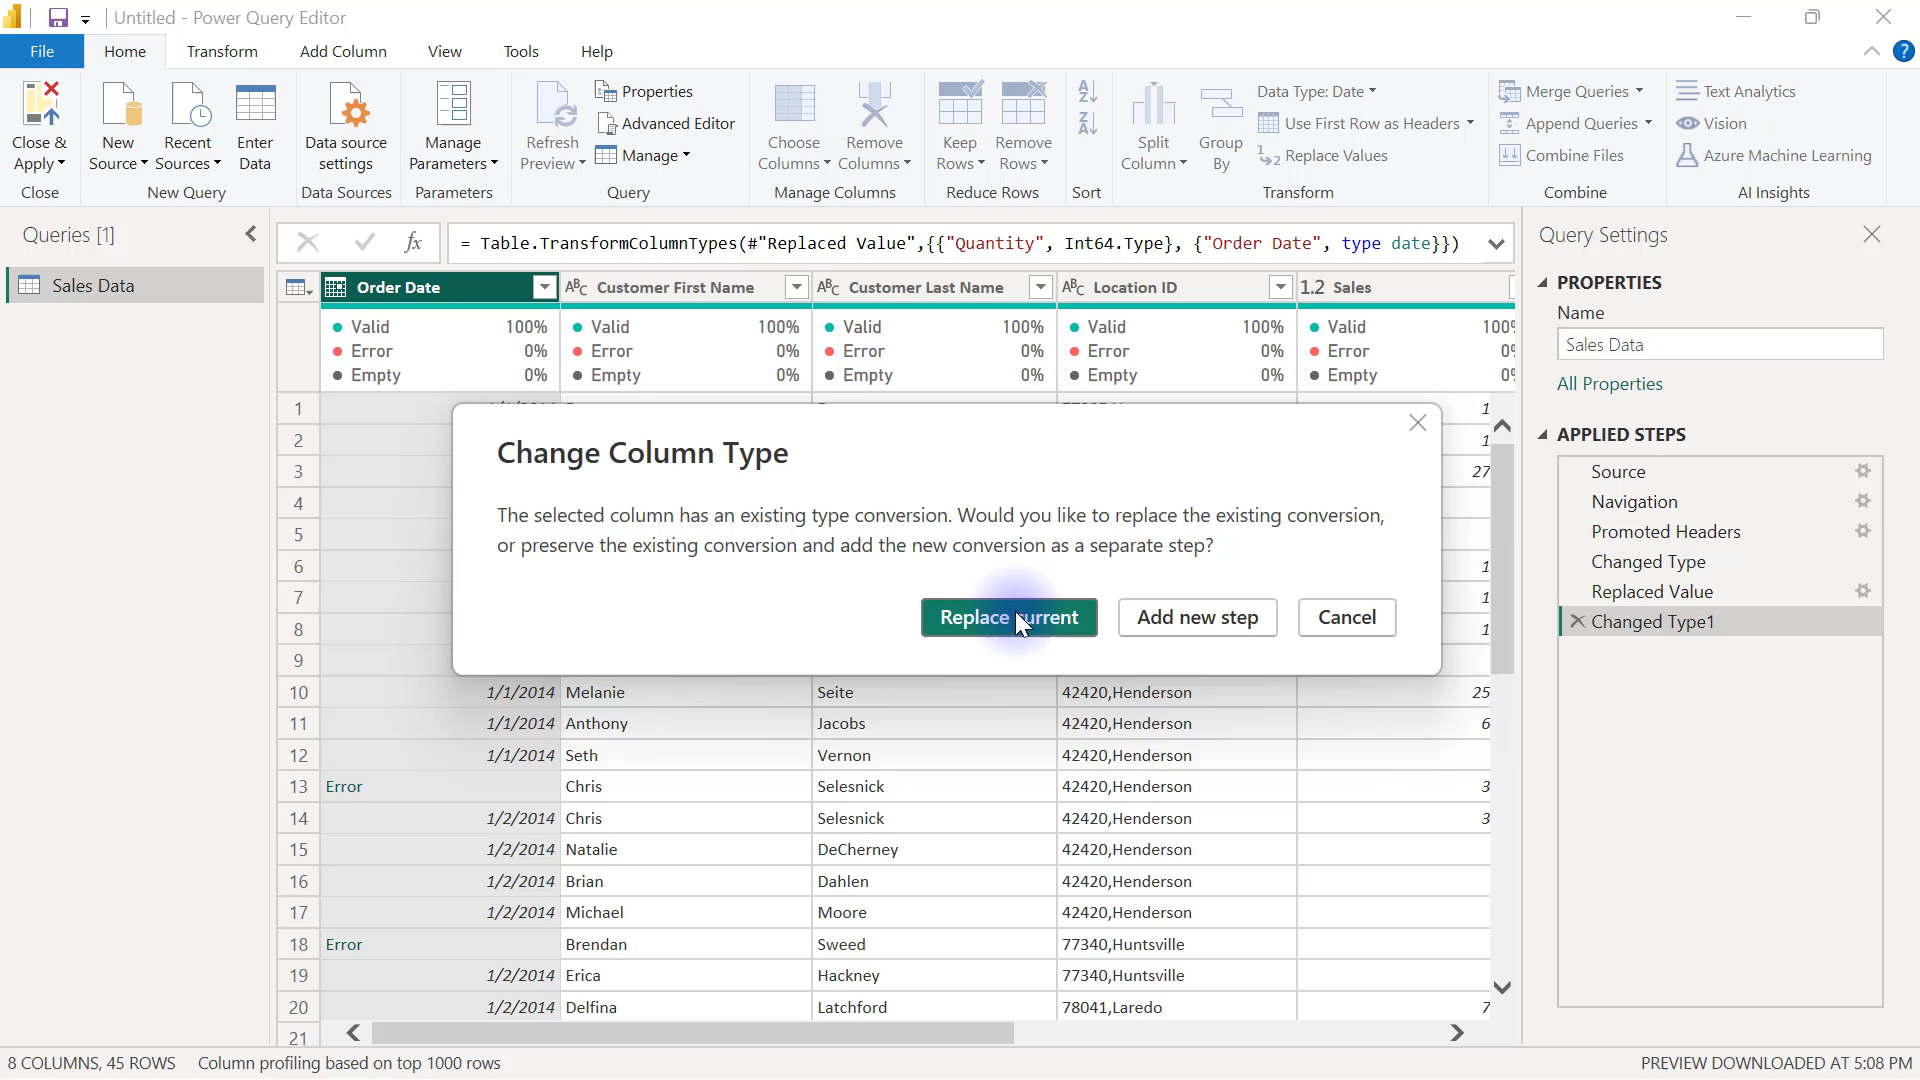 Untitled - Power Query Editor
File Home Transform Add Column View Tools Help
Close & Apply
Close
New Source
Recent Sources
Enter Data
New Query
Data source settings
Data Sources
Manage Parameters
Parameters
Refresh Preview
Properties
Advanced Editor
Manage
Query
Choose Columns
Remove Columns
Manage Columns
Keep Rows
Remove Rows
Reduce Rows
Sort
Split Column
Group By
Data Type: Date
Use First Row as Headers
Replace Values
Transform
Merge Queries
Append Queries
Combine Files
Combine
Text Analytics
Vision
Azure Machine Learning
AI Insights
Queries [1]
Sales Data
fx = Table.TransformColumnTypes(#"Replaced Value",{{"Quantity", Int64.Type}, {"Order Date", type date}})
Order Date ABC Customer First Name ABC Customer Last Name ABC Location ID 1.2 Sales
Valid 100% Valid 100% Valid 100% Valid 100% Valid
Error 0% Error 0% Error 0% Error 0% Error
Empty 0% Empty 0% Empty 0% Empty 0% Empty
1
2
3
4
5
6
7
8
9
Change Column Type
The selected column has an existing type conversion. Would you like to replace the existing conversion,
or preserve the existing conversion and add the new conversion as a separate step?
Replace Add new step Cancel
10 1/1/2014 Melanie Seite 42420,Henderson 25
11 1/1/2014 Anthony Jacobs 42420,Henderson 6
12 1/1/2014 Seth Vernon 42420,Henderson
13 Error Chris Selesnick 42420,Henderson 3
14 1/2/2014 Chris Selesnick 42420,Henderson 3
15 1/2/2014 Natalie DeCherney 42420,Henderson
16 1/2/2014 Brian Dahlen 42420,Henderson
17 1/2/2014 Michael Moore 42420,Henderson
18 Error Brendan Sweed 77340,Huntsville
19 1/2/2014 Erica Hackney 77340,Huntsville
20 1/2/2014 Delfina Latchford 78041,Laredo 7
21
Query Settings
PROPERTIES
Name
Sales Data
All Properties
APPLIED STEPS
Source
Navigation
Promoted Headers
Changed Type
Replaced Value
Changed Type1
8 COLUMNS, 45 ROWS Column profiling based on top 1000 rows
PREVIEW DOWNLOADED AT 5:08 PM